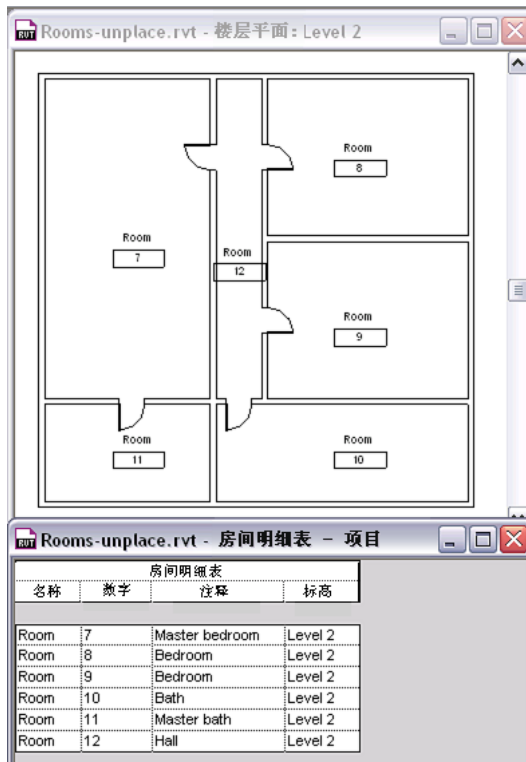 Rooms-unplace.rvt - 楼层平面: Level 2
Room
8
Room
7
Room
12
Room
9
Room
11
Room
10
Rooms-unplace.rvt - 房间明细表 - 项目
房间明细表
名称 数字 注释 标高
Room 7 Master bedroom Level 2
Room 8 Bedroom Level 2
Room 9 Bedroom Level 2
Room 10 Bath Level 2
Room 11 Master bath Level 2
Room 12 Hall Level 2